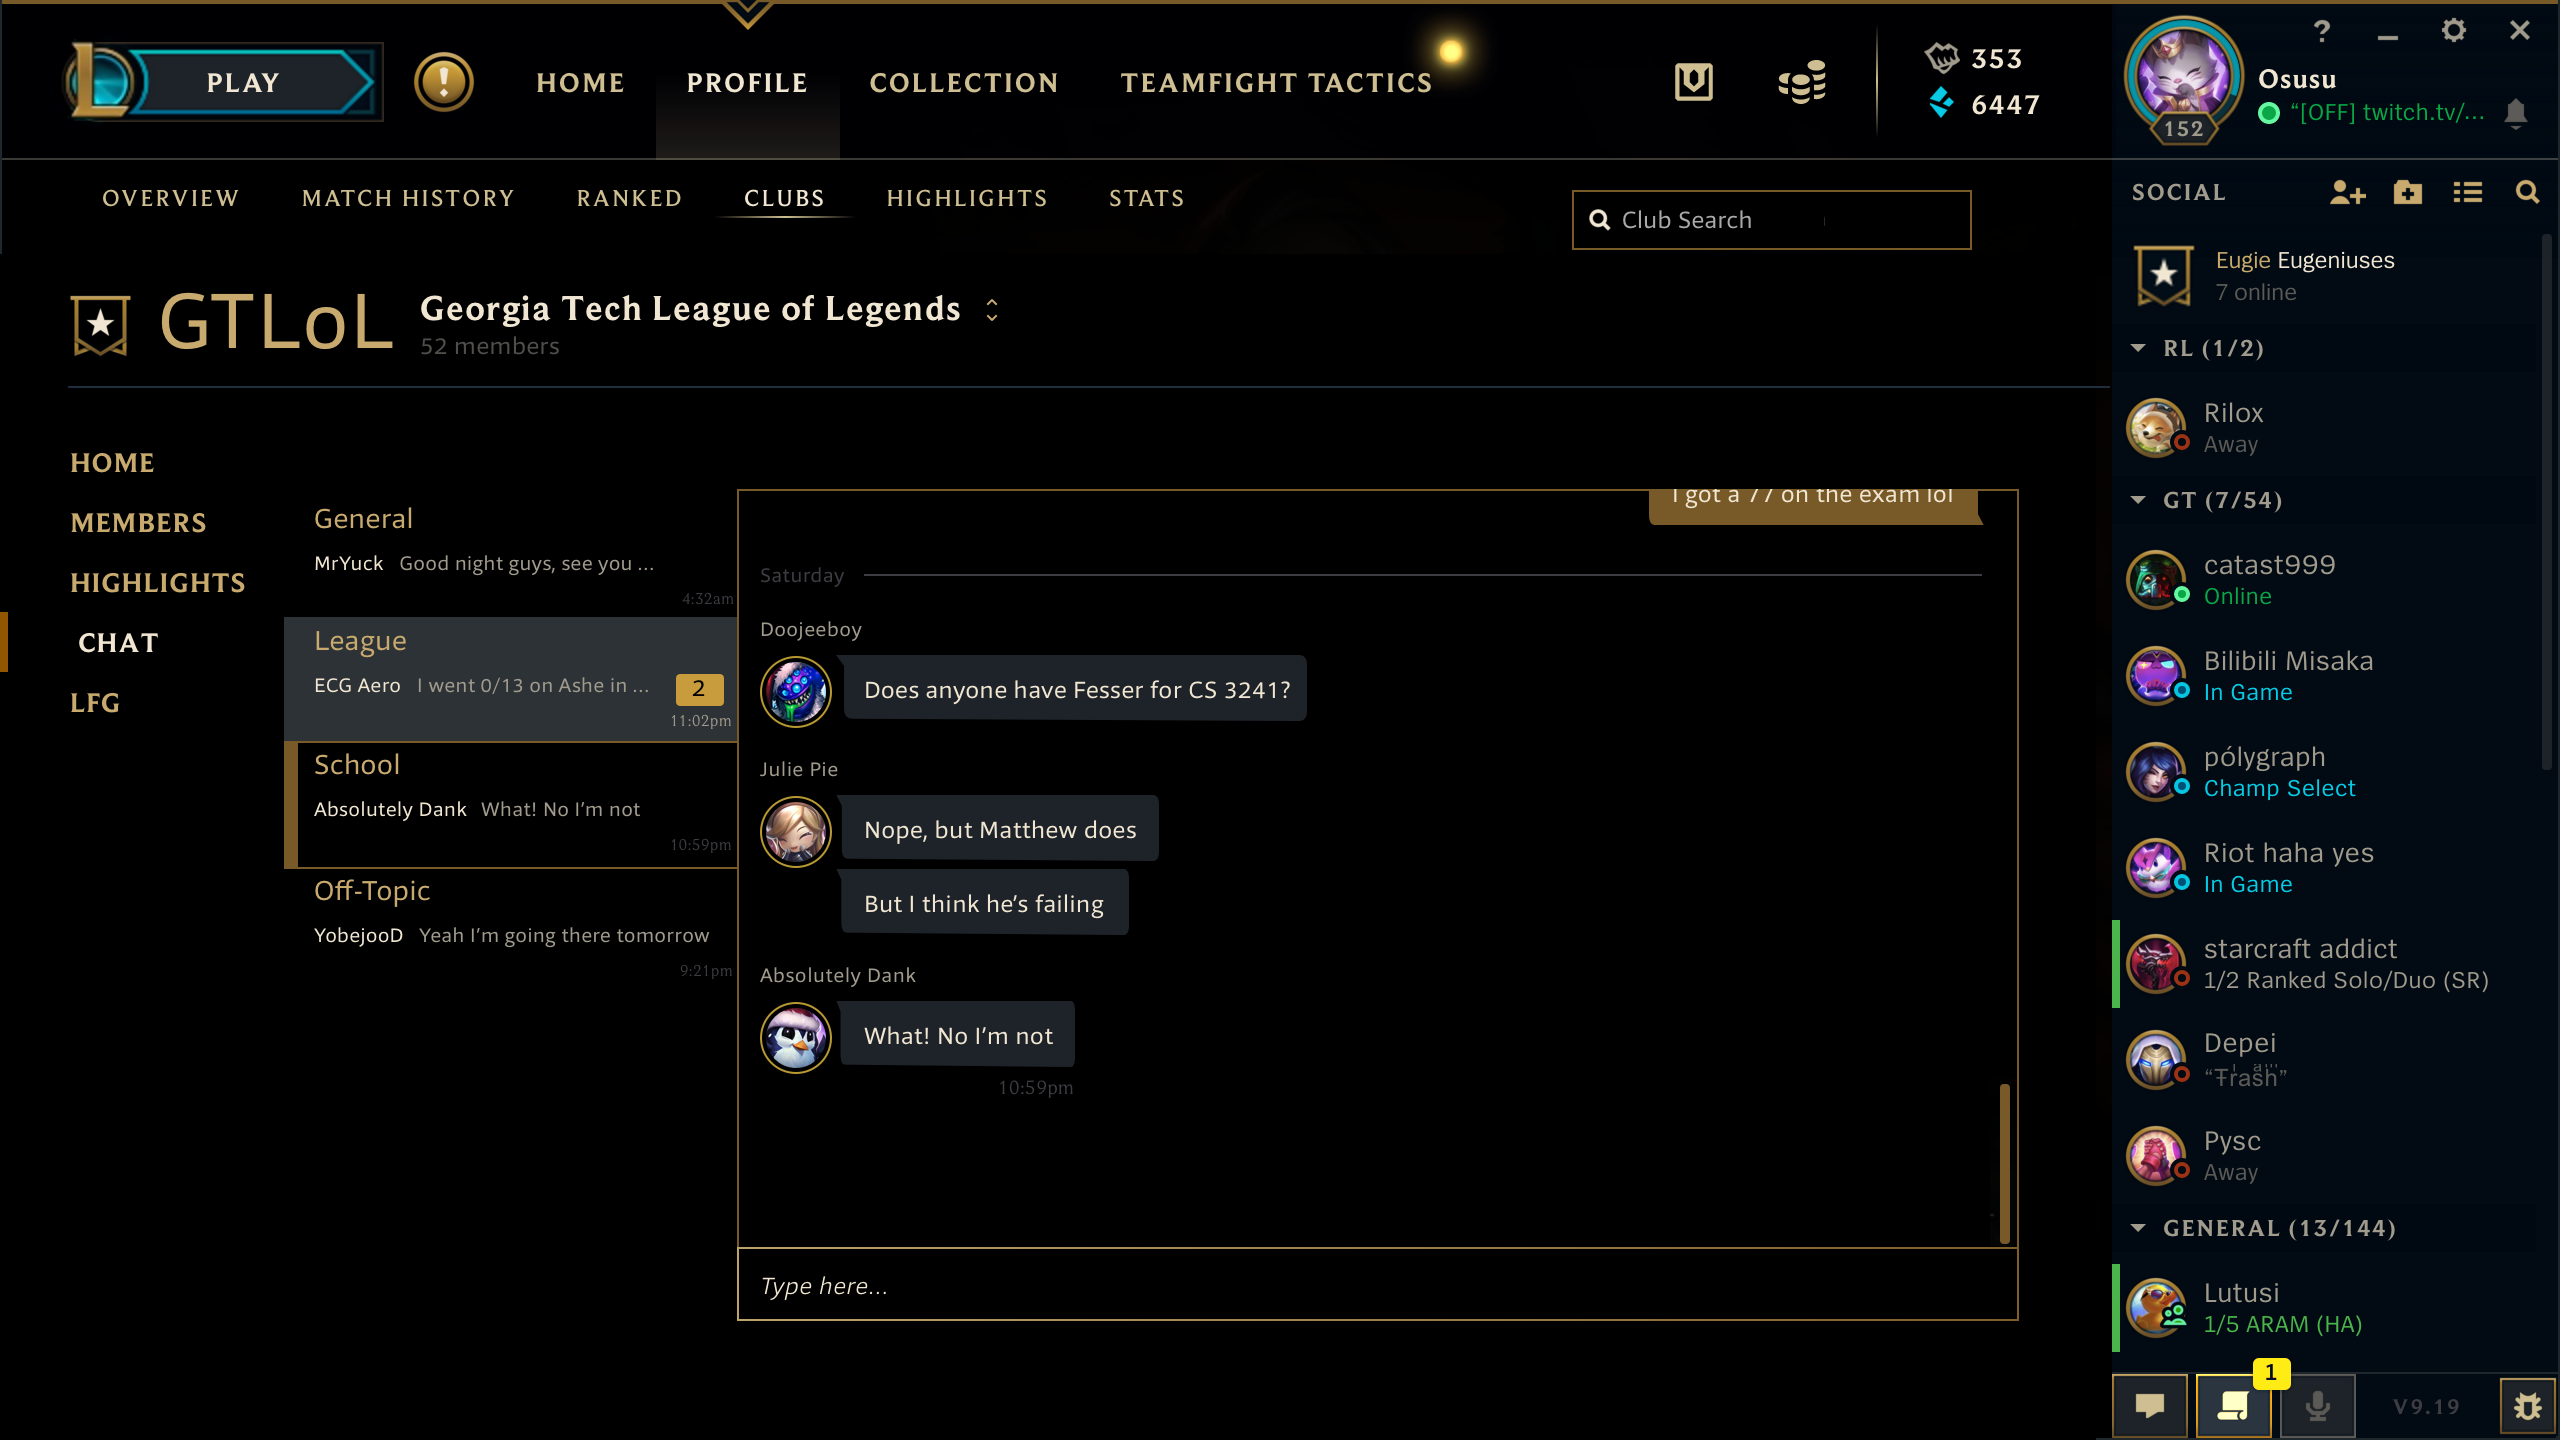 PLAY
HOME
PROFILE
COLLECTION
TEAMFIGHT TACTICS
353
6447
152
Osusu
“[OFF] twitch.tv/...
OVERVIEW
MATCH HISTORY
RANKED
CLUBS
HIGHLIGHTS
STATS
Club Search
GTLoL
Georgia Tech League of Legends
52 members
HOME
MEMBERS
HIGHLIGHTS
CHAT
LFG
General
MrYuck Good night guys, see you ...
4:32am
League
ECG Aero I went 0/13 on Ashe in ...
2
11:02pm
School
Absolutely Dank What! No I’m not
10:59pm
Off-Topic
YobejooD Yeah I’m going there tomorrow
9:21pm
I got a 77 on the exam lol
Saturday
Doojeeboy
Does anyone have Fesser for CS 3241?
Julie Pie
Nope, but Matthew does
But I think he’s failing
Absolutely Dank
What! No I’m not
10:59pm
Type here...
SOCIAL
Eugie Eugeniuses
7 online
RL (1/2)
Rilox
Away
GT (7/54)
catast999
Online
Bilibili Misaka
In Game
pólygraph
Champ Select
Riot haha yes
In Game
starcraft addict
1/2 Ranked Solo/Duo (SR)
Depei
Pysc
Away
GENERAL (13/144)
Lutusi
1/5 ARAM (HA)
1
V9.19